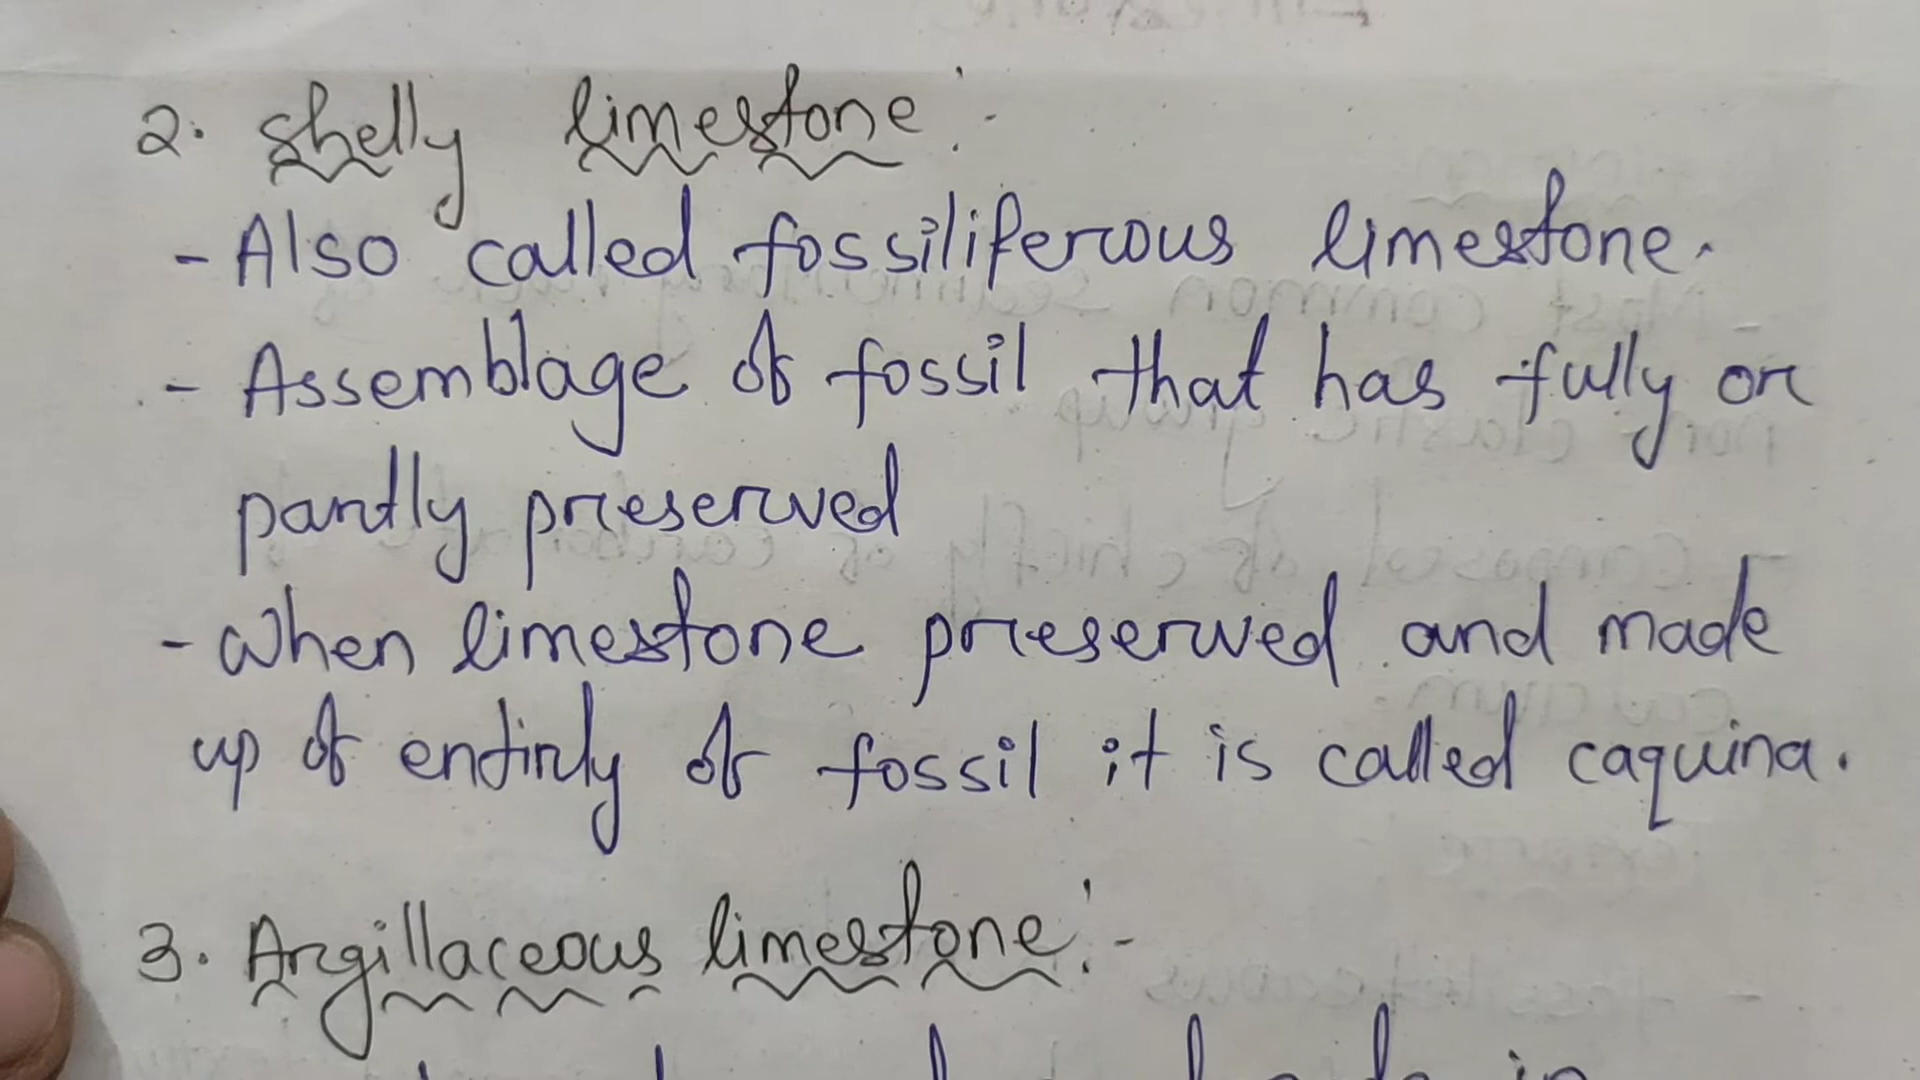 2. Shelly limestone :-
- Also called fossiliferous limestone.
- Assemblage of fossil that has fully or
partly preserved
- When limestone preserved and made
up of entirly of fossil it is called caquina.
3. Argillaceous limestone :-